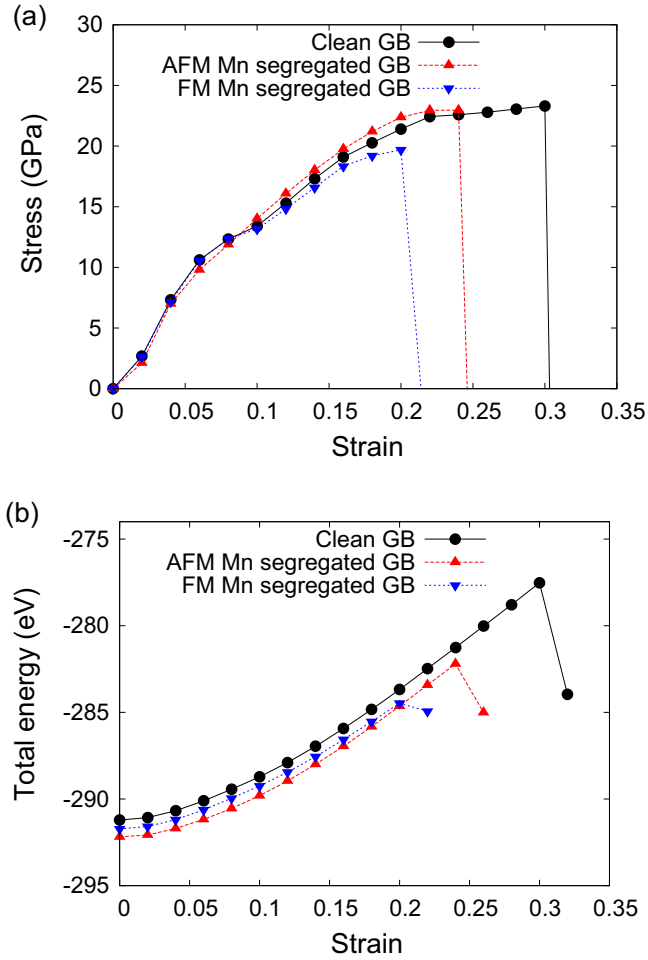 (a)
30
25
20
15
10
5
0
Stress (GPa)
Clean GB
AFM Mn segregated GB
FM Mn segregated GB
0 0.05 0.1 0.15 0.2 0.25 0.3 0.35
Strain
(b)
-275
-280
-285
-290
-295
Total energy (eV)
Clean GB
AFM Mn segregated GB
FM Mn segregated GB
0 0.05 0.1 0.15 0.2 0.25 0.3 0.35
Strain